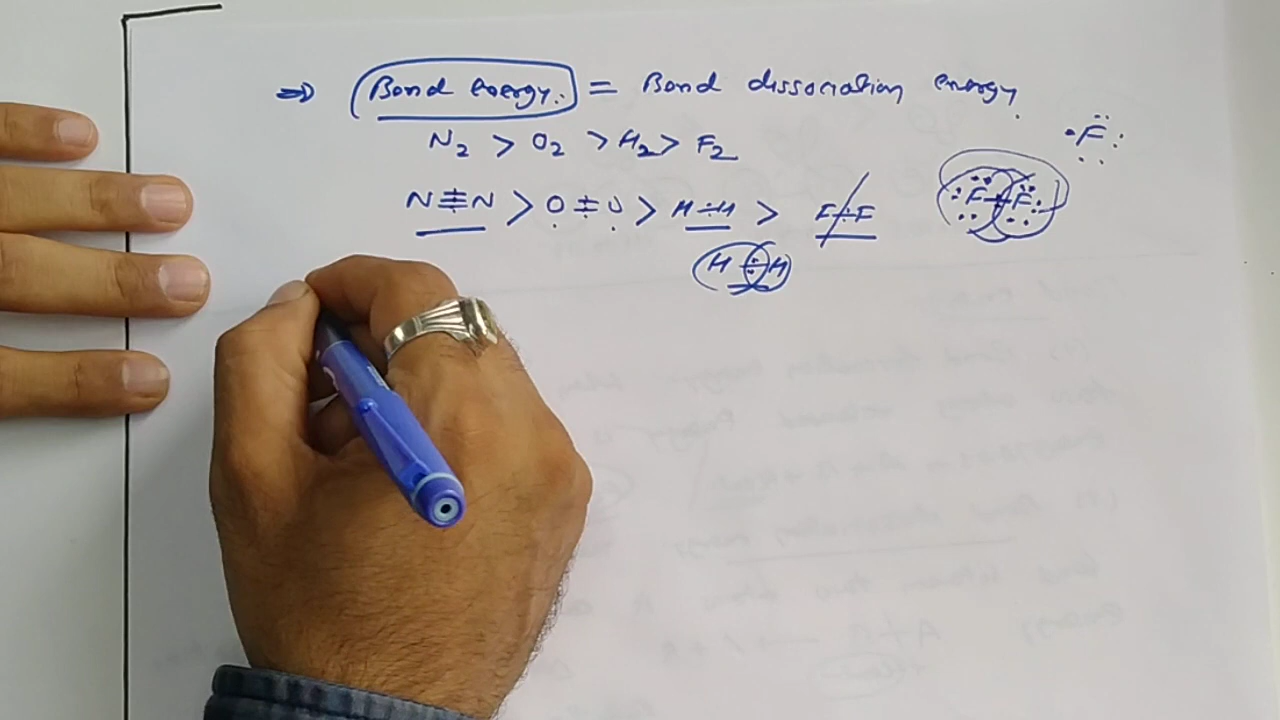 ⇒ Bond energy. = Bond dissociation energy
N₂ > O₂ > H₂ > F₂
N≡N > O=O > H-H > F-F
F
F-F
H-H